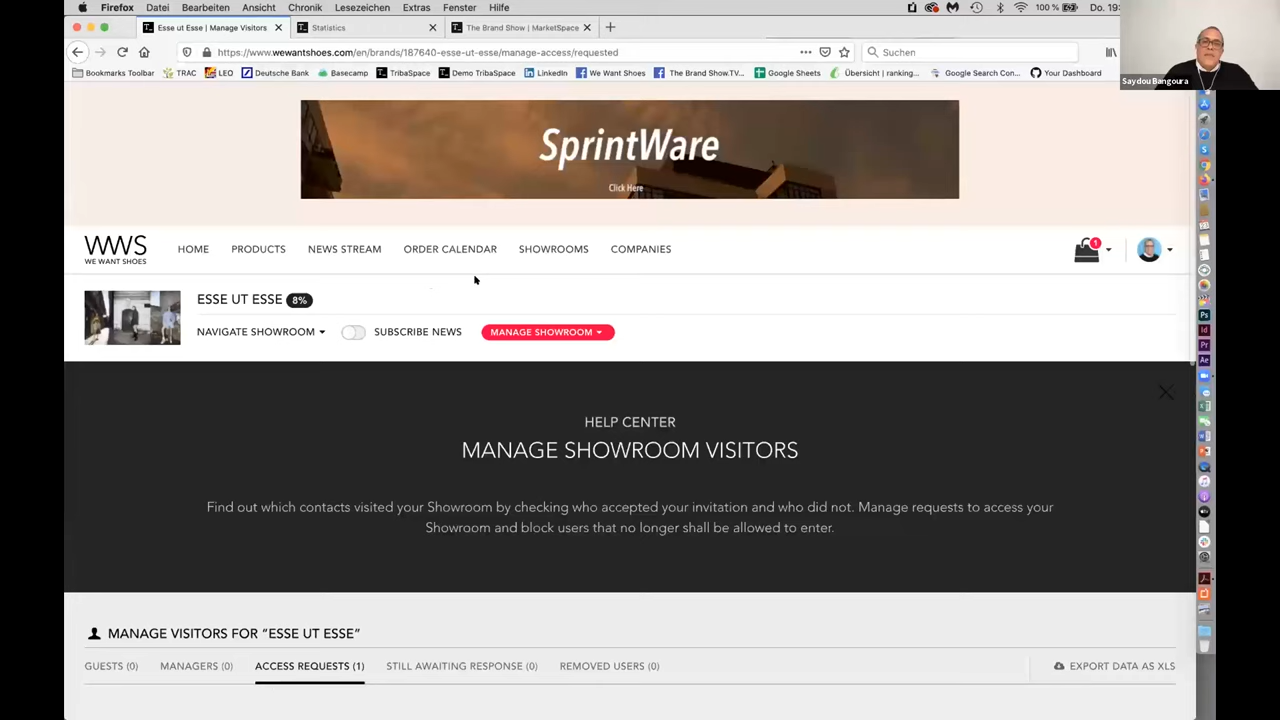 Firefox Datei Bearbeiten Ansicht Chronik Lesezeichen Extras Fenster Hilfe 100 % Do. 19:
Esse ut Esse | Manage Visitors Statistics The Brand Show | MarketSpace
https://www.wewantshoes.com/en/brands/187640-esse-ut-esse/manage-access/requested Suchen
Bookmarks Toolbar TRAC LEO Deutsche Bank Basecamp TribaSpace Demo TribaSpace LinkedIn We Want Shoes The Brand Show.TV... Google Sheets Übersicht | ranking... Google Search Con... Your Dashboard
Saydou Bangoura
SprintWare
Click Here
WWS
WE WANT SHOES
HOME PRODUCTS NEWS STREAM ORDER CALENDAR SHOWROOMS COMPANIES 1
ESSE UT ESSE 8%
NAVIGATE SHOWROOM SUBSCRIBE NEWS MANAGE SHOWROOM
HELP CENTER
MANAGE SHOWROOM VISITORS
Find out which contacts visited your Showroom by checking who accepted your invitation and who did not. Manage requests to access your
Showroom and block users that no longer shall be allowed to enter.
MANAGE VISITORS FOR “ESSE UT ESSE”
GUESTS (0) MANAGERS (0) ACCESS REQUESTS (1) STILL AWAITING RESPONSE (0) REMOVED USERS (0) EXPORT DATA AS XLS